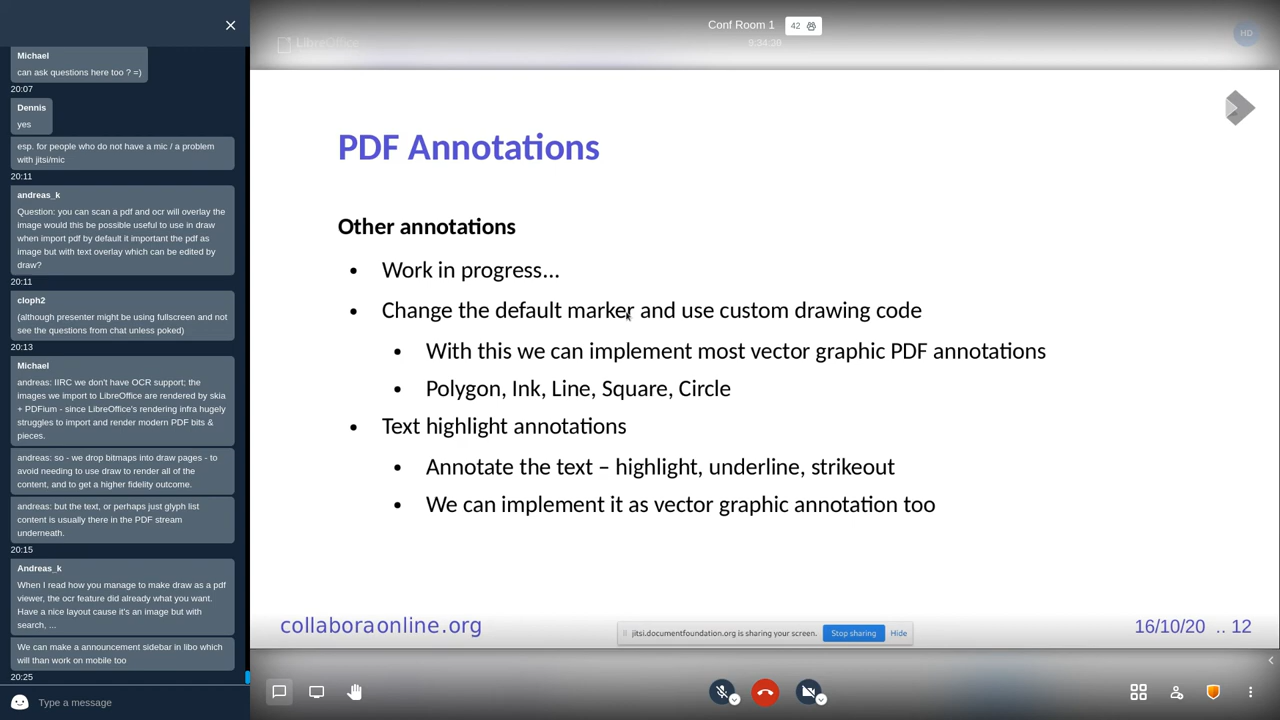 Michael
can ask questions here too ? =)
20:07
Dennis
yes
esp. for people who do not have a mic / a problem
with jitsi/mic
20:11
andreas_k
Question: you can scan a pdf and ocr will overlay the
image would this be possible useful to use in draw
when import pdf by default it important the pdf as
image but with text overlay which can be edited by
draw?
20:11
cloph2
(although presenter might be using fullscreen and not
see the questions from chat unless poked)
20:13
Michael
andreas: IIRC we don't have OCR support; the
images we import to LibreOffice are rendered by skia
+ PDFium - since LibreOffice's rendering infra hugely
struggles to import and render modern PDF bits &
pieces.
andreas: so - we drop bitmaps into draw pages - to
avoid needing to use draw to render all of the
content, and to get a higher fidelity outcome.
andreas: but the text, or perhaps just glyph list
content is usually there in the PDF stream
underneath.
20:15
Andreas_k
When I read how you manage to make draw as a pdf
viewer, the ocr feature did already what you want.
Have a nice layout cause it's an image but with
search, ...
We can make a announcement sidebar in libo which
will than work on mobile too
20:25
Type a message
Conf Room 1
42
9:34:30
HD
LibreOffice
PDF Annotations
Other annotations
• Work in progress...
• Change the default marker and use custom drawing code
• With this we can implement most vector graphic PDF annotations
• Polygon, Ink, Line, Square, Circle
• Text highlight annotations
• Annotate the text – highlight, underline, strikeout
• We can implement it as vector graphic annotation too
collaboraonline.org
jitsi.documentfoundation.org is sharing your screen.
Stop sharing
Hide
16/10/20 .. 12